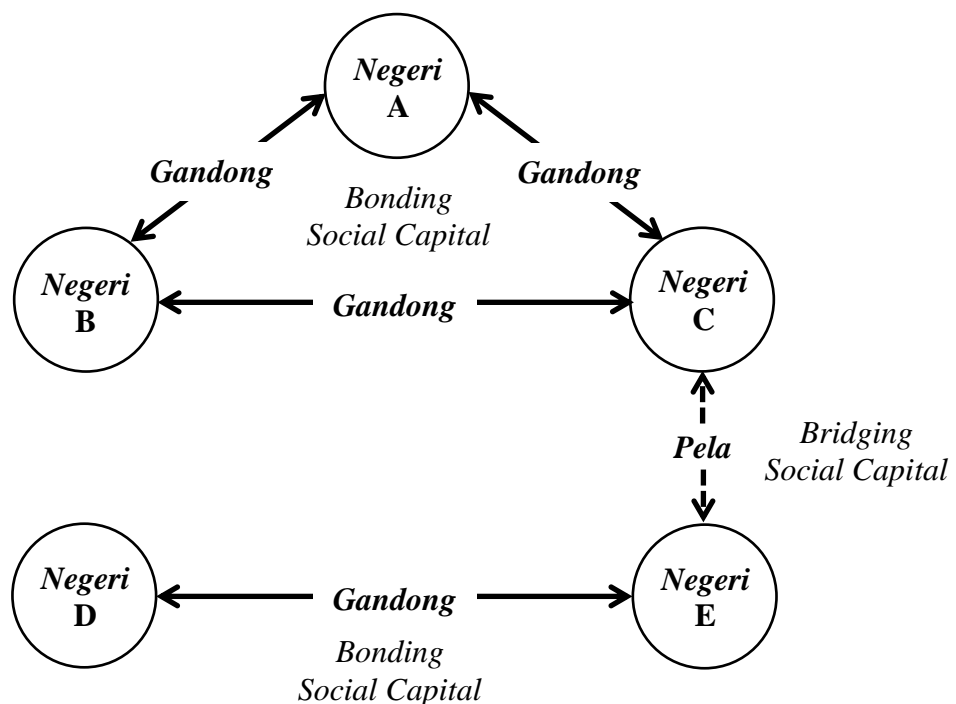 Negeri
A
Gandong
Gandong
Bonding
Social Capital
Negeri
B
Gandong
Negeri
C
Pela
Bridging
Social Capital
Negeri
D
Gandong
Negeri
E
Bonding
Social Capital